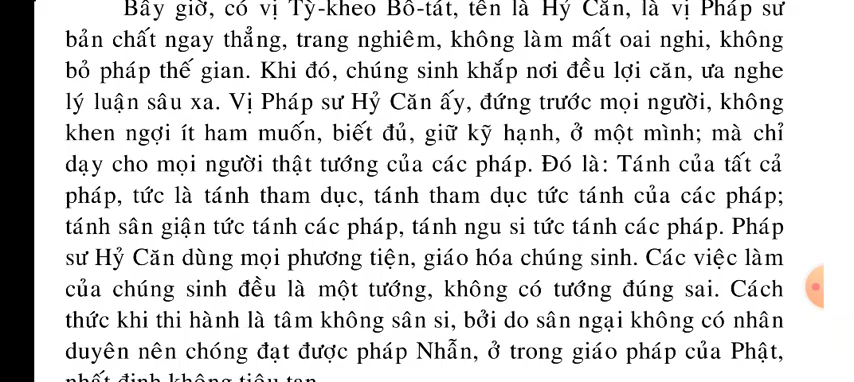 Bấy giờ, có vị Tỳ-kheo Bồ-tát, tên là Hỷ Căn, là vị Pháp sư
bản chất ngay thẳng, trang nghiêm, không làm mất oai nghi, không
bỏ pháp thế gian. Khi đó, chúng sinh khắp nơi đều lợi căn, ưa nghe
lý luận sâu xa. Vị Pháp sư Hỷ Căn ấy, đứng trước mọi người, không
khen ngợi ít ham muốn, biết đủ, giữ kỹ hạnh, ở một mình; mà chỉ
dạy cho mọi người thật tướng của các pháp. Đó là: Tánh của tất cả
pháp, tức là tánh tham dục, tánh tham dục tức tánh của các pháp;
tánh sân giận tức tánh các pháp, tánh ngu si tức tánh các pháp. Pháp
sư Hỷ Căn dùng mọi phương tiện, giáo hóa chúng sinh. Các việc làm
của chúng sinh đều là một tướng, không có tướng đúng sai. Cách
thức khi thi hành là tâm không sân si, bởi do sân ngại không có nhân
duyên nên chóng đạt được pháp Nhẫn, ở trong giáo pháp của Phật,
nhất định không tiêu tan